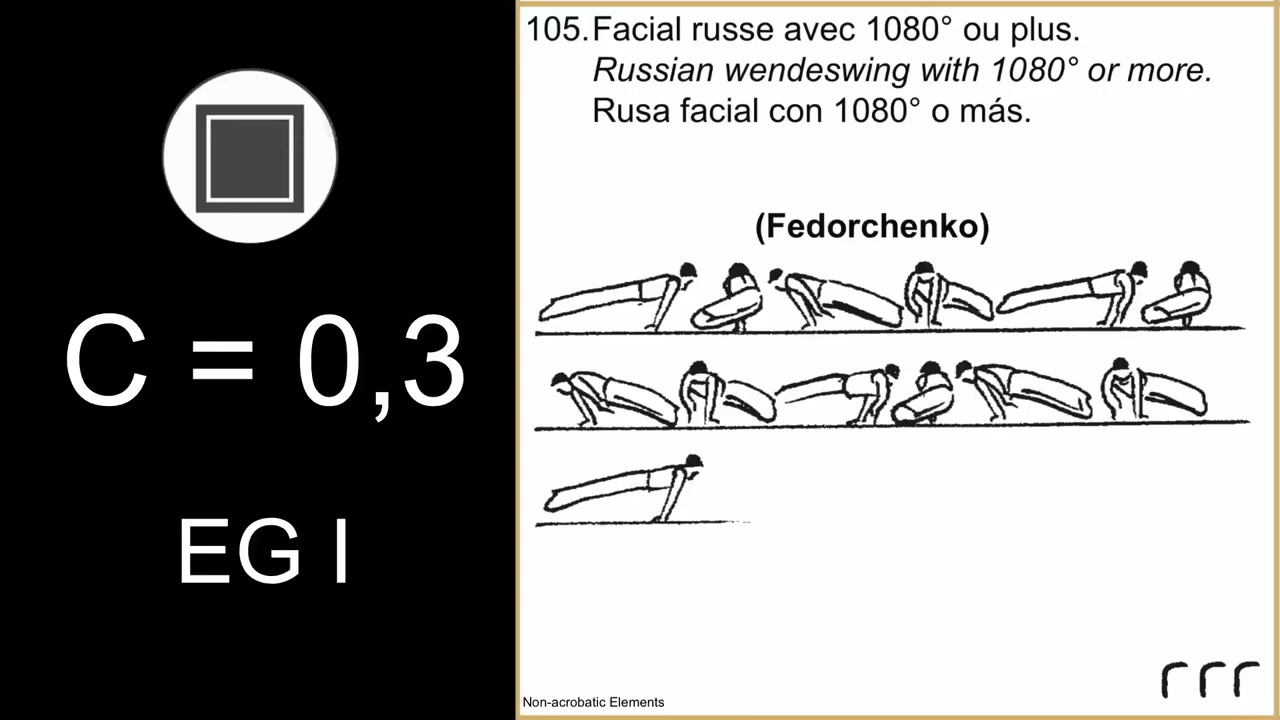 105. Facial russe avec 1080° ou plus.
Russian wendeswing with 1080° or more.
Rusa facial con 1080° o más.
(Fedorchenko)
C = 0,3
EG I
Non-acrobatic Elements